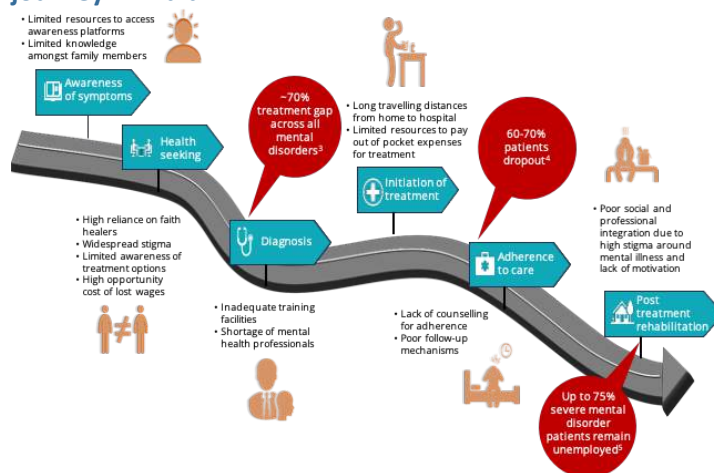 • Limited resources to access
awareness platforms
• Limited knowledge
amongst family members
Awareness
of symptoms
Health
seeking
~70%
treatment gap
across all
mental
disorders³
• Long travelling distances
from home to hospital
• Limited resources to pay
out of pocket expenses
for treatment
60-70%
patients
dropout⁴
Initiation of
treatment
• High reliance on faith
healers
• Widespread stigma
• Limited awareness of
treatment options
• High opportunity
cost of lost wages
Diagnosis
• Inadequate training
facilities
• Shortage of mental
health professionals
Adherence
to care
• Lack of counselling
for adherence
• Poor follow-up
mechanisms
• Poor social and
professional
integration due to
high stigma around
mental illness and
lack of motivation
Post
treatment
rehabilitation
Up to 75%
severe mental
disorder
patients remain
unemployed⁵